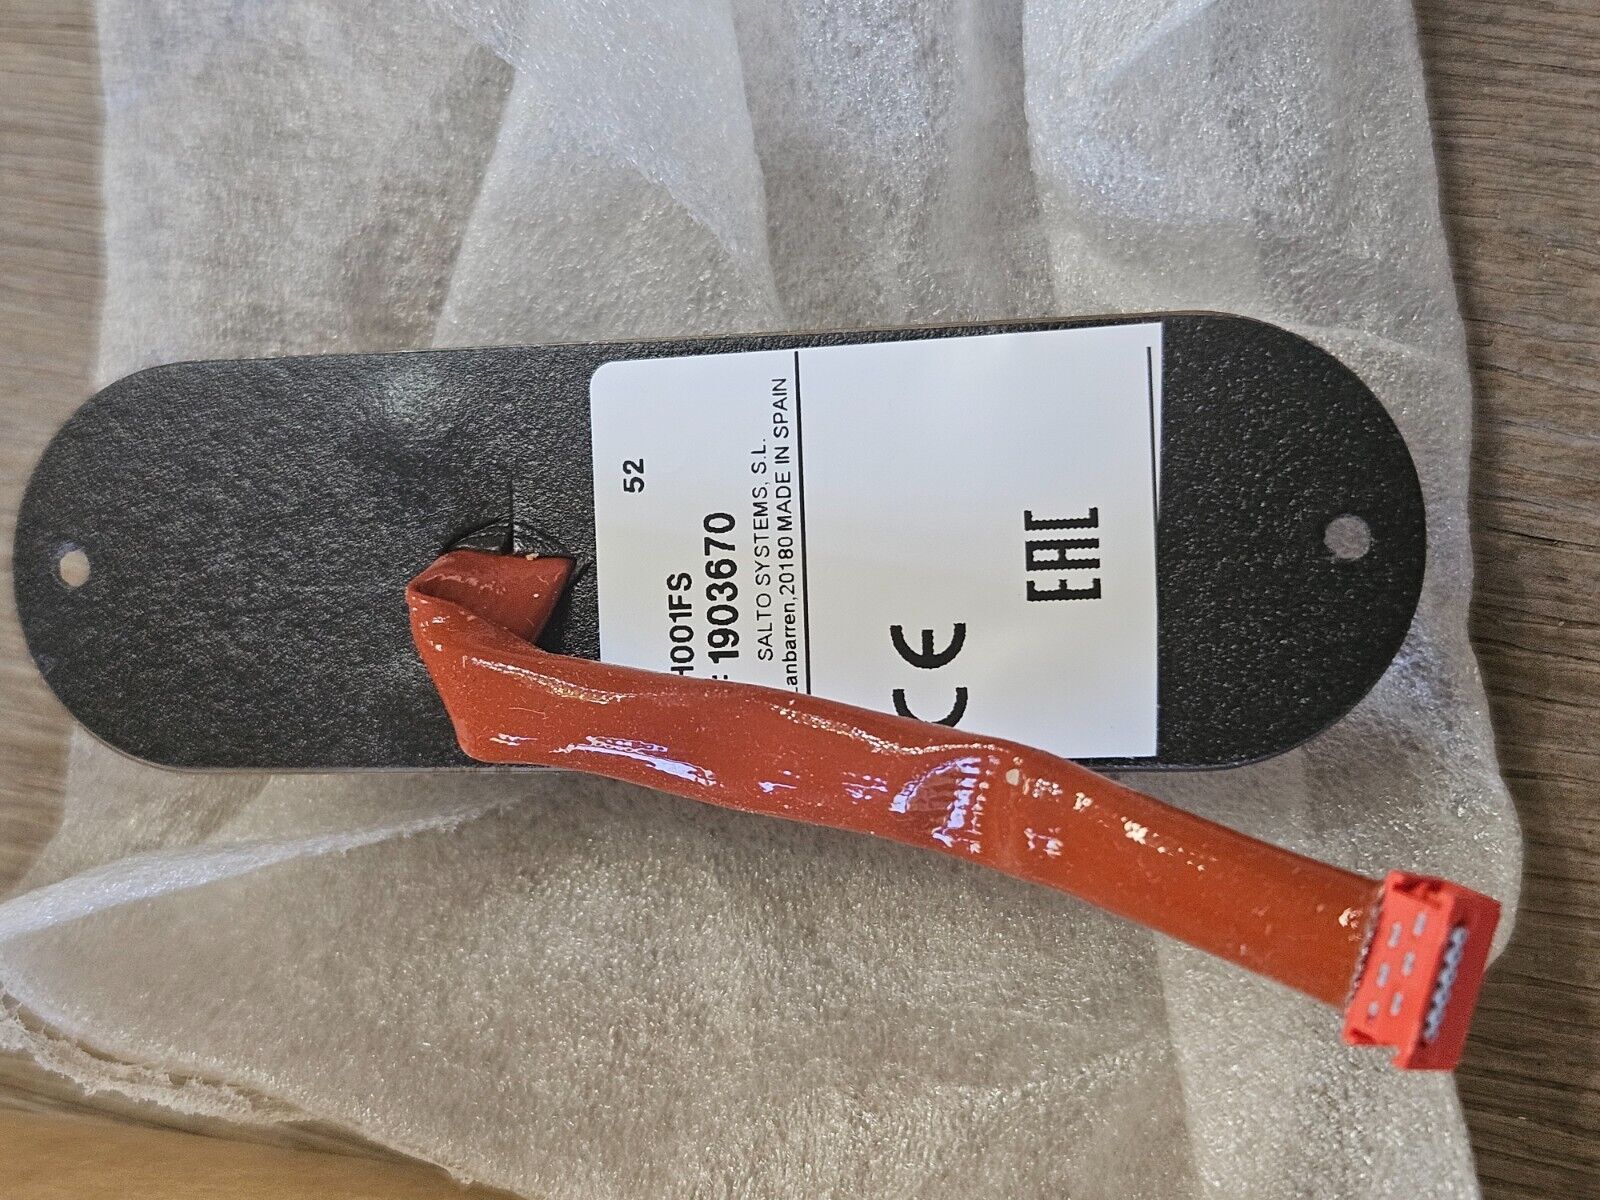 52
H001FS
: 1903670
SALTO SYSTEMS, S.L.
Lanbarren,20180 MADE IN SPAIN
CE
EAC